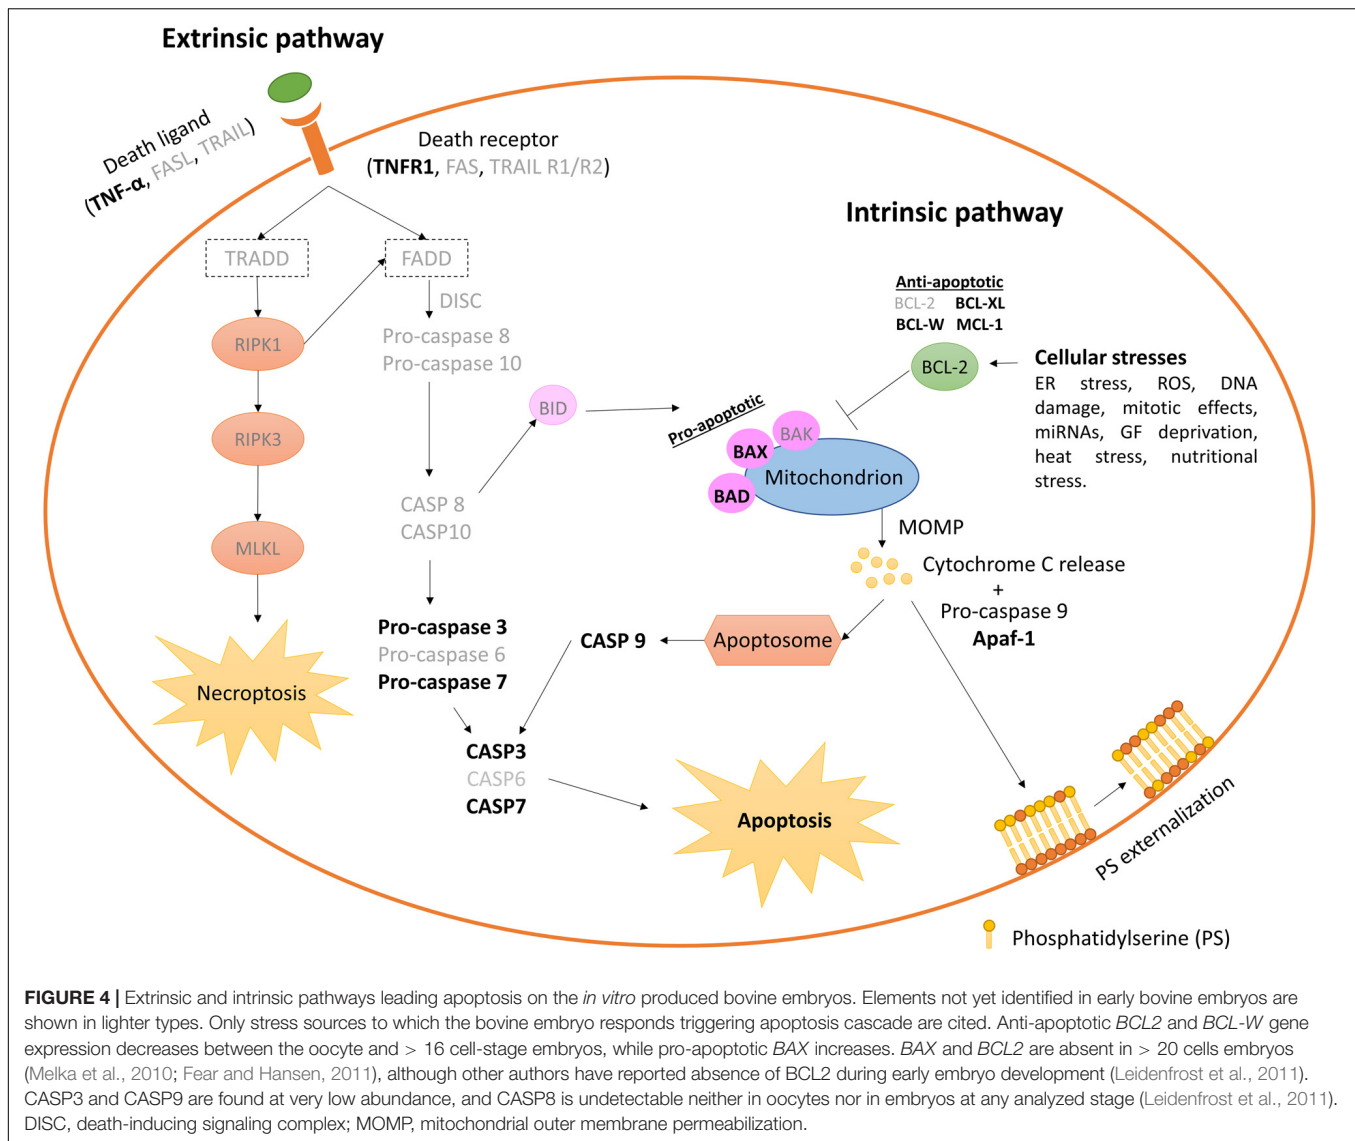 Extrinsic pathway
Death ligand
(TNF-α, FASL, TRAIL)
Death receptor
(TNFR1, FAS, TRAIL R1/R2)
Intrinsic pathway
TRADD
FADD
DISC
RIPK1
Pro-caspase 8
Pro-caspase 10
RIPK3
BID
CASP 8
CASP10
MLKL
Necroptosis
Pro-caspase 3
Pro-caspase 6
Pro-caspase 7
CASP3
CASP6
CASP7
Anti-apoptotic
BCL-2 BCL-XL
BCL-W MCL-1
BCL-2
Cellular stresses
ER stress, ROS, DNA
damage, mitotic effects,
miRNAs, GF deprivation,
heat stress, nutritional
stress.
Pro-apoptotic
BAK
BAX
BAD
Mitochondrion
MOMP
Cytochrome C release
+
Pro-caspase 9
Apaf-1
Apoptosome
CASP 9
Apoptosis
PS externalization
Phosphatidylserine (PS)
FIGURE 4 | Extrinsic and intrinsic pathways leading apoptosis on the in vitro produced bovine embryos. Elements not yet identified in early bovine embryos are
shown in lighter types. Only stress sources to which the bovine embryo responds triggering apoptosis cascade are cited. Anti-apoptotic BCL2 and BCL-W gene
expression decreases between the oocyte and > 16 cell-stage embryos, while pro-apoptotic BAX increases. BAX and BCL2 are absent in > 20 cells embryos
(Melka et al., 2010; Fear and Hansen, 2011), although other authors have reported absence of BCL2 during early embryo development (Leidenfrost et al., 2011).
CASP3 and CASP9 are found at very low abundance, and CASP8 is undetectable neither in oocytes nor in embryos at any analyzed stage (Leidenfrost et al., 2011).
DISC, death-inducing signaling complex; MOMP, mitochondrial outer membrane permeabilization.